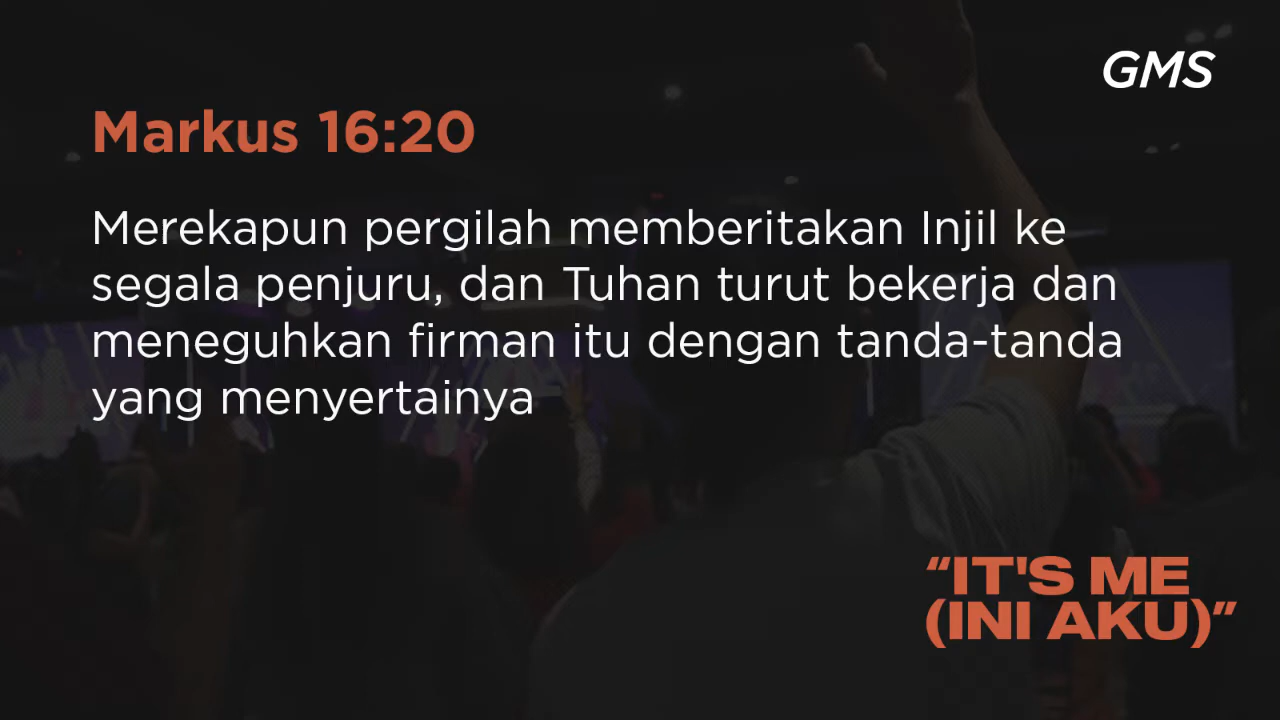 GMS
Markus 16:20
Merekapun pergilah memberitakan Injil ke
segala penjuru, dan Tuhan turut bekerja dan
meneguhkan firman itu dengan tanda-tanda
yang menyertainya
“IT'S ME
(INI AKU)”